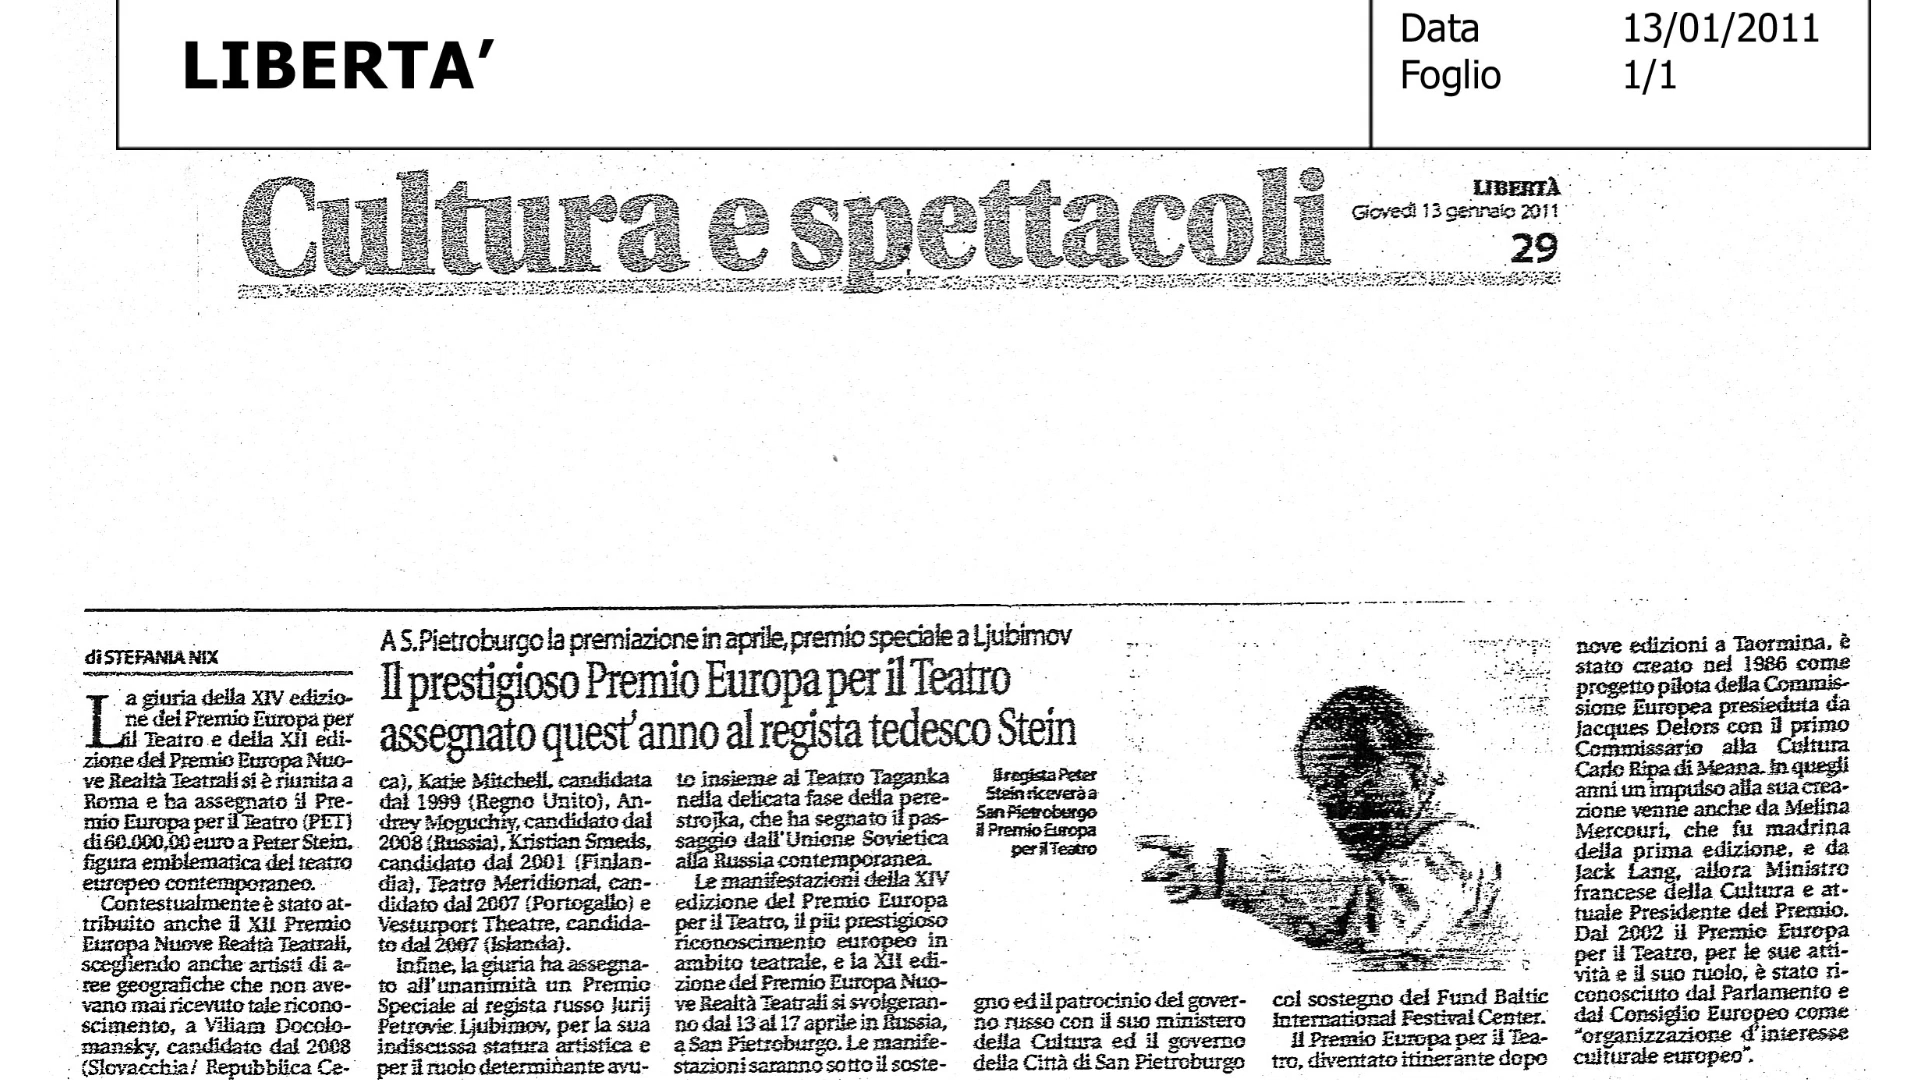 LIBERTA’
Data 13/01/2011
Foglio 1/1
Cultura e spettacoli
LIBERTÀ
Giovedì 13 gennaio 2011
29
di STEFANIA NIX
A S.Pietroburgo la premiazione in aprile, premio speciale a Ljubimov
Il prestigioso Premio Europa per il Teatro
assegnato quest'anno al regista tedesco Stein
La giuria della XIV edizio-
ne del Premio Europa per
il Teatro e della XII edi-
zione del Premio Europa Nuo-
ve Realtà Teatrali si è riunita a
Roma e ha assegnato il Pre-
mio Europa per il Teatro (PET)
di 60.000,00 euro a Peter Stein,
figura emblematica del teatro
europeo contemporaneo.
Contestualmente è stato at-
tribuito anche il XII Premio
Europa Nuove Realtà Teatrali,
scegliendo anche artisti di a-
ree geografiche che non ave-
vano mai ricevuto tale ricono-
scimento, a Viliam Docolo-
mansky, candidato dal 2008
(Slovacchia/ Repubblica Ce-
ca), Katie Mitchell, candidata
dal 1999 (Regno Unito), An-
drey Moguchiy, candidato dal
2008 (Russia), Kristian Smeds,
candidato dal 2001 (Finlan-
dia), Teatro Meridional, can-
didato dal 2007 (Portogallo) e
Vesturport Theatre, candida-
to dal 2007 (Islanda).
Infine, la giuria ha assegna-
to all'unanimità un Premio
Speciale al regista russo Jurij
Petrovic Ljubimov, per la sua
indiscussa statura artistica e
per il ruolo determinante avu-
to insieme al Teatro Taganka
nella delicata fase della pere-
strojka, che ha segnato il pas-
saggio dall'Unione Sovietica
alla Russia contemporanea.
Le manifestazioni della XIV
edizione del Premio Europa
per il Teatro, il più prestigioso
riconoscimento europeo in
ambito teatrale, e la XII edi-
zione del Premio Europa Nuo-
ve Realtà Teatrali si svolgeran-
no dal 13 al 17 aprile in Russia,
a San Pietroburgo. Le manife-
stazioni saranno sotto il soste-
Il regista Peter
Stein riceverà a
San Pietroburgo
il Premio Europa
per il Teatro
gno ed il patrocinio del gover-
no russo con il suo ministero
della Cultura ed il governo
della Città di San Pietroburgo
col sostegno del Fund Baltic
International Festival Center.
Il Premio Europa per il Tea-
tro, diventato itinerante dopo
nove edizioni a Taormina, è
stato creato nel 1986 come
progetto pilota della Commis-
sione Europea presieduta da
Jacques Delors con il primo
Commissario alla Cultura
Carlo Ripa di Meana. In quegli
anni un impulso alla sua crea-
zione venne anche da Melina
Mercouri, che fu madrina
della prima edizione, e da
Jack Lang, allora Ministro
francese della Cultura e at-
tuale Presidente del Premio.
Dal 2002 il Premio Europa
per il Teatro, per le sue atti-
vità e il suo ruolo, è stato ri-
conosciuto dal Parlamento e
dal Consiglio Europeo come
"organizzazione d'interesse
culturale europeo".